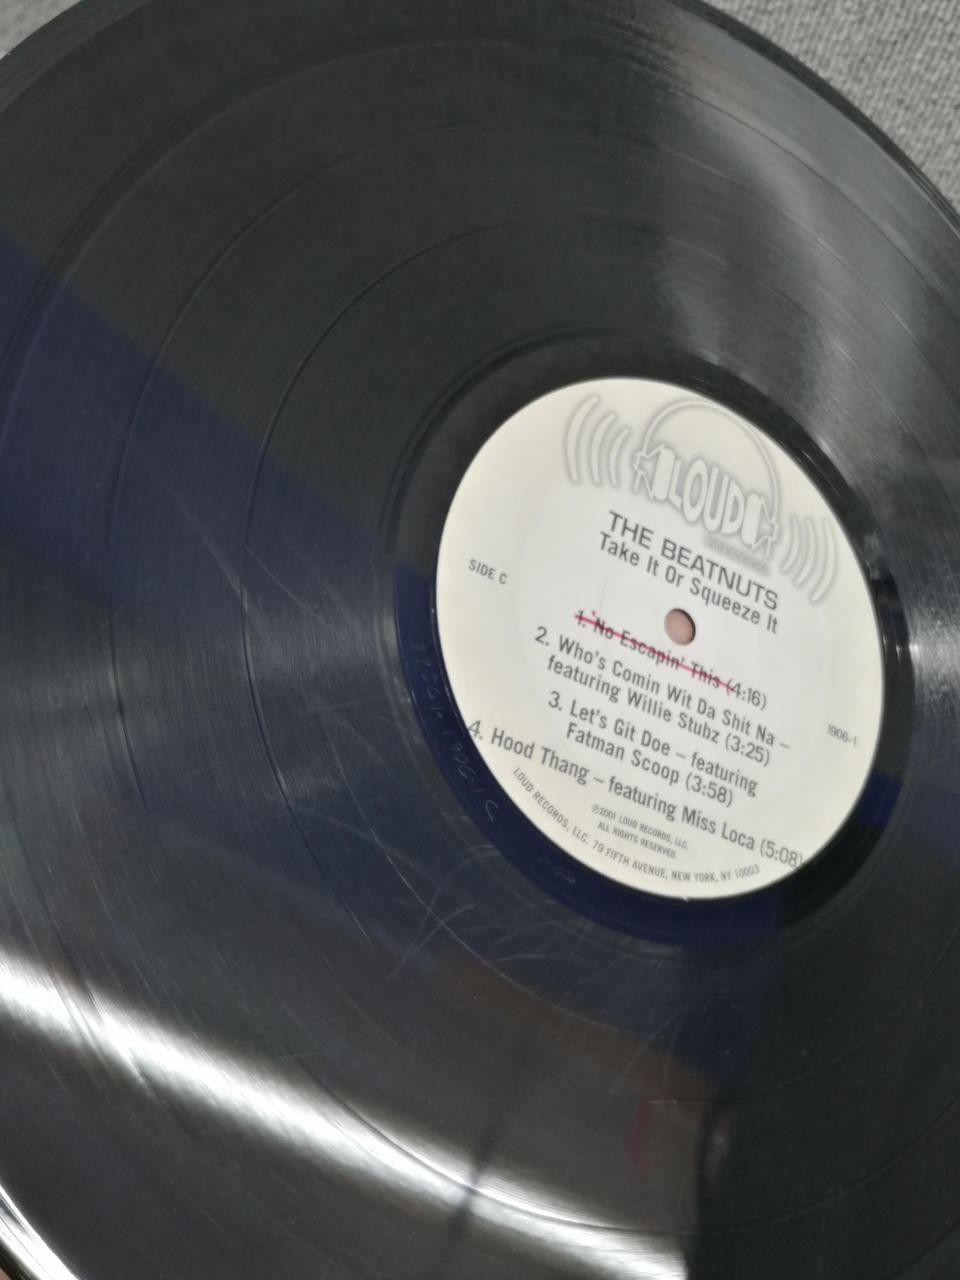 LOUD
THE BEATNUTS
Take It Or Squeeze It
SIDE C
1. No Escapin' This (4:16)
2. Who's Comin Wit Da Shit Na –
featuring Willie Stubz (3:25)
3. Let's Git Doe – featuring
Fatman Scoop (3:58)
4. Hood Thang – featuring Miss Loca (5:08)
1906-1
℗2001 LOUD RECORDS, LLC.
ALL RIGHTS RESERVED.
LOUD RECORDS, LLC. 79 FIFTH AVENUE, NEW YORK, NY 10003